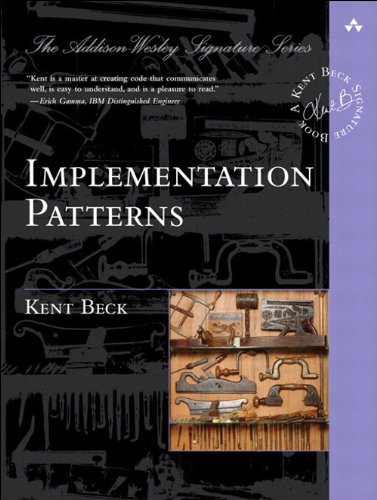 The Addison-Wesley Signature Series
"Kent is a master at creating code that communicates
well, is easy to understand, and is a pleasure to read."
—Erich Gamma, IBM Distinguished Engineer
A KENT BECK SIGNATURE BOOK
Kent B
IMPLEMENTATION
PATTERNS
KENT BECK